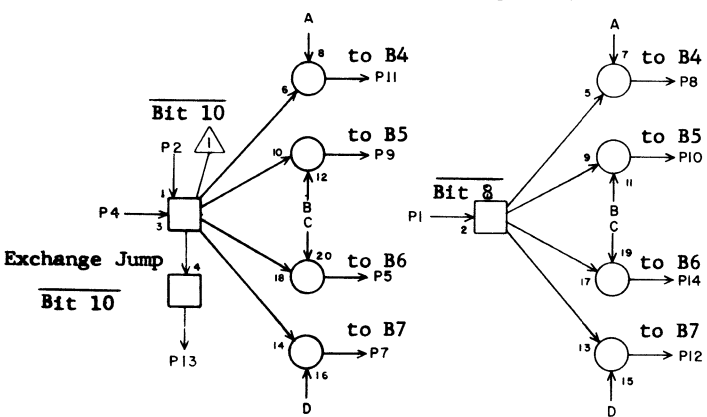 A
8
to B4
P11
6
Bit 10
1
P2
to B5
10
P9
12
1
P4
3
B
C
Exchange Jump
4
20
to B6
18
P5
Bit 10
14
to B7
P7
16
P13
D
A
7
to B4
P8
5
to B5
9
P10
11
Bit 8
P1
2
B
C
19
to B6
17
P14
to B7
13
P12
15
D